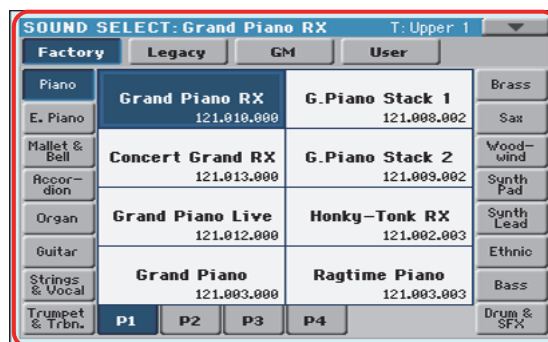 SOUND SELECT: Grand Piano RX T: Upper 1
Factory Legacy GM User
Piano
E. Piano
Mallet &
Bell
Accor-
dion
Organ
Guitar
Strings
& Vocal
Trumpet
& Trbn.
Grand Piano RX
121.010.000
G.Piano Stack 1
121.008.002
Concert Grand RX
121.013.000
G.Piano Stack 2
121.009.002
Grand Piano Live
121.012.000
Honky-Tonk RX
121.002.003
Grand Piano
121.003.000
Ragtime Piano
121.003.003
Brass
Sax
Wood-
wind
Synth
Pad
Synth
Lead
Ethnic
Bass
Drum &
SFX
P1 P2 P3 P4